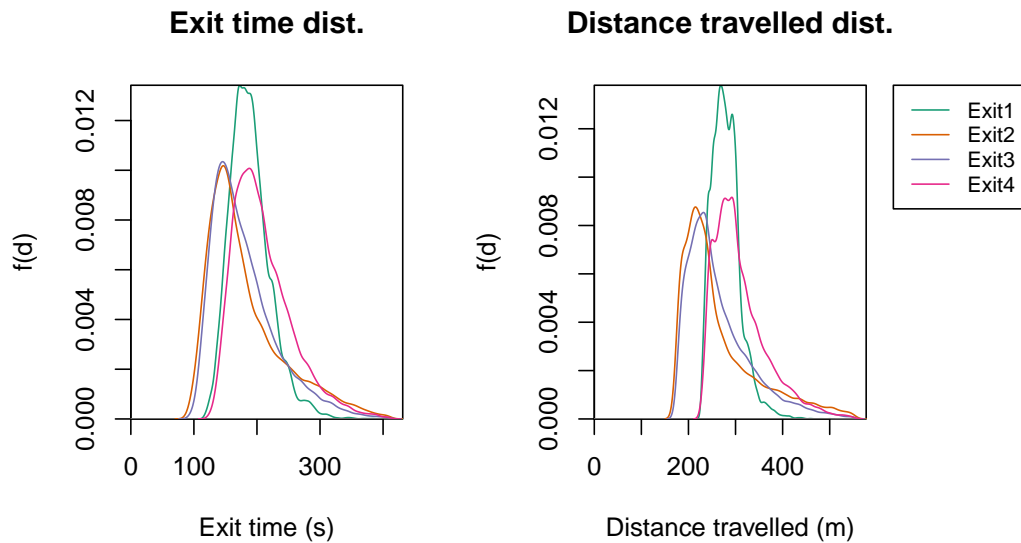 Exit time dist.
f(d)
0.000
0.004
0.008
0.012
0
100
300
Exit time (s)
Distance travelled dist.
f(d)
0.000
0.004
0.008
0.012
0
200
400
Distance travelled (m)
Exit1
Exit2
Exit3
Exit4